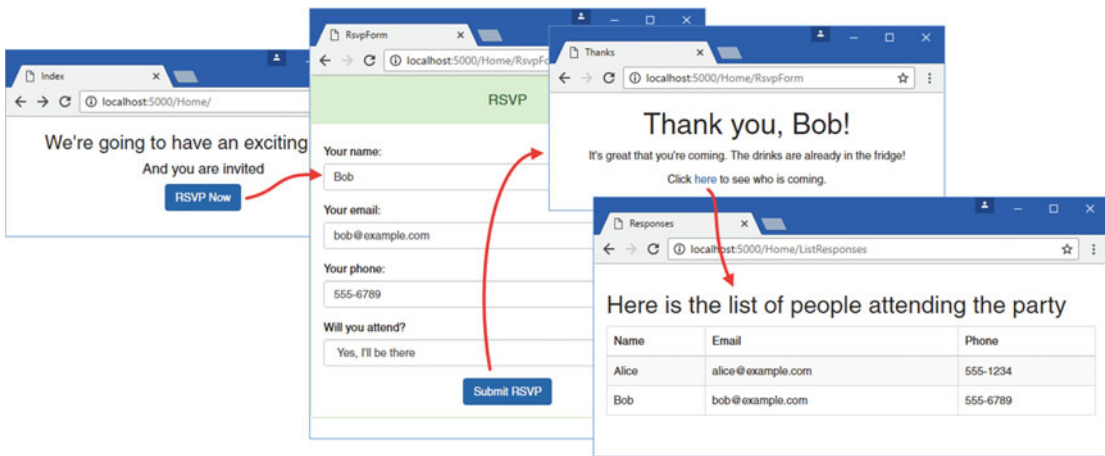 Index
localhost:5000/Home/
We're going to have an exciting
And you are invited
RSVP Now
RsvpForm
localhost:5000/Home/RsvpFo
RSVP
Your name:
Bob
Your email:
bob@example.com
Your phone:
555-6789
Will you attend?
Yes, I'll be there
Submit RSVP
Thanks
localhost:5000/Home/RsvpForm
Thank you, Bob!
It's great that you're coming. The drinks are already in the fridge!
Click here to see who is coming.
Responses
localhost:5000/Home/ListResponses
Here is the list of people attending the party
Name Email Phone
Alice alice@example.com 555-1234
Bob bob@example.com 555-6789